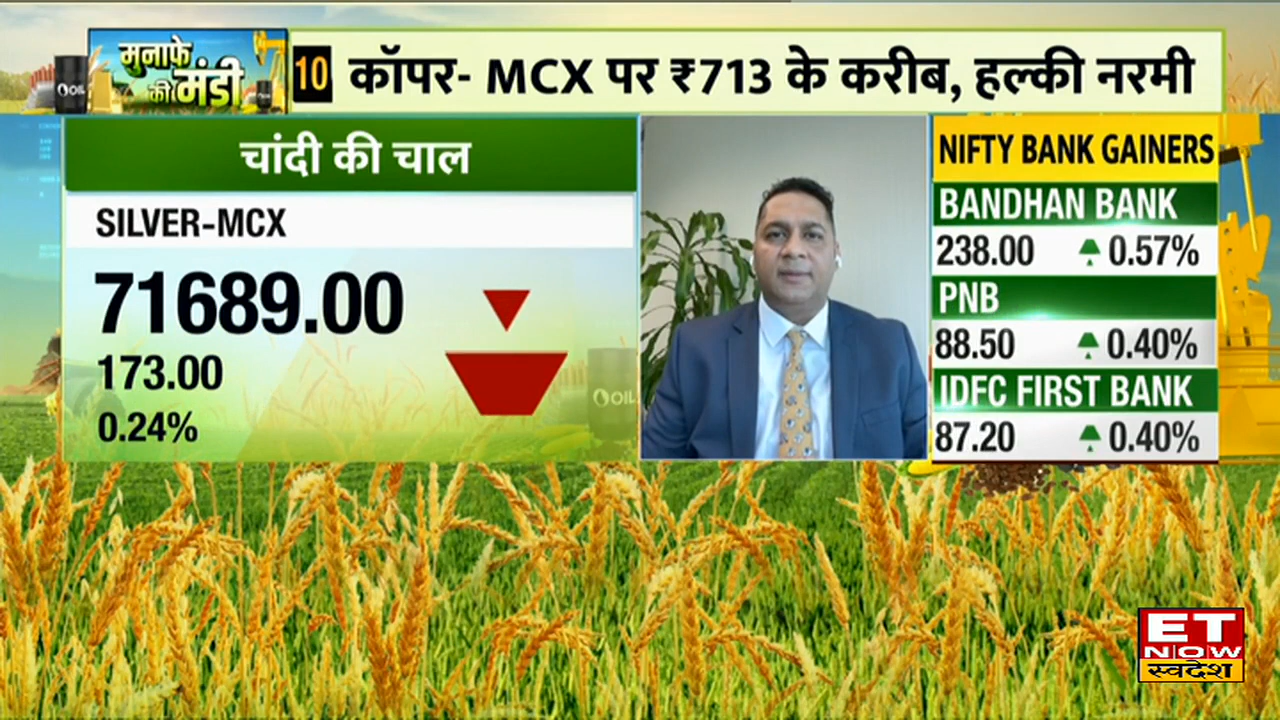 मुनाफे
की मंडी
OIL
10 कॉपर- MCX पर ₹713 के करीब, हल्की नरमी
चांदी की चाल
SILVER-MCX
71689.00
173.00
0.24%
OIL
NIFTY BANK GAINERS
BANDHAN BANK
238.00 0.57%
PNB
88.50 0.40%
IDFC FIRST BANK
87.20 0.40%
ET
NOW
स्वदेश